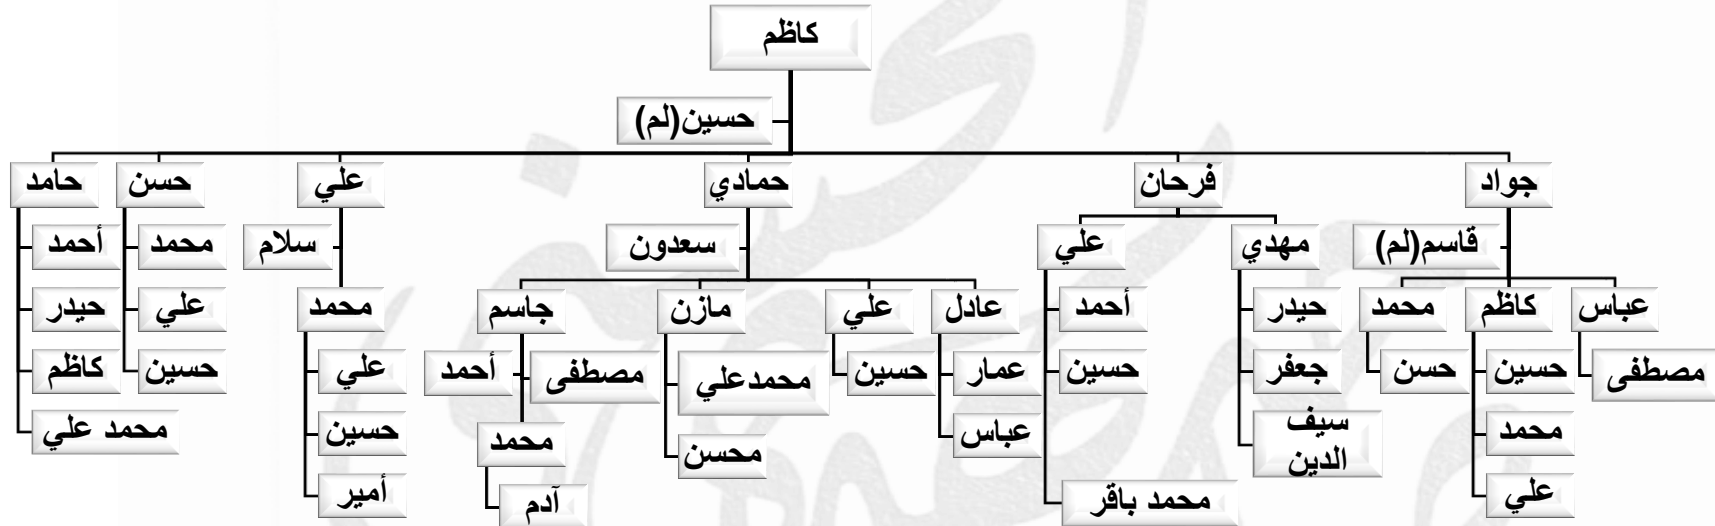 كاظم
حسين(لم)
جواد
فرحان
حمادي
علي
حسن
حامد
قاسم(لم)
مهدي
علي
سعدون
سلام
محمد
أحمد
عباس
كاظم
محمد
حيدر
أحمد
عادل
علي
مازن
جاسم
محمد
علي
حيدر
مصطفى
حسين
حسن
جعفر
حسين
عمار
حسين
محمدعلي
مصطفى
أحمد
علي
حسين
كاظم
محمد
سيف
الدين
عباس
محسن
محمد
حسين
محمد علي
علي
محمد باقر
آدم
أمير